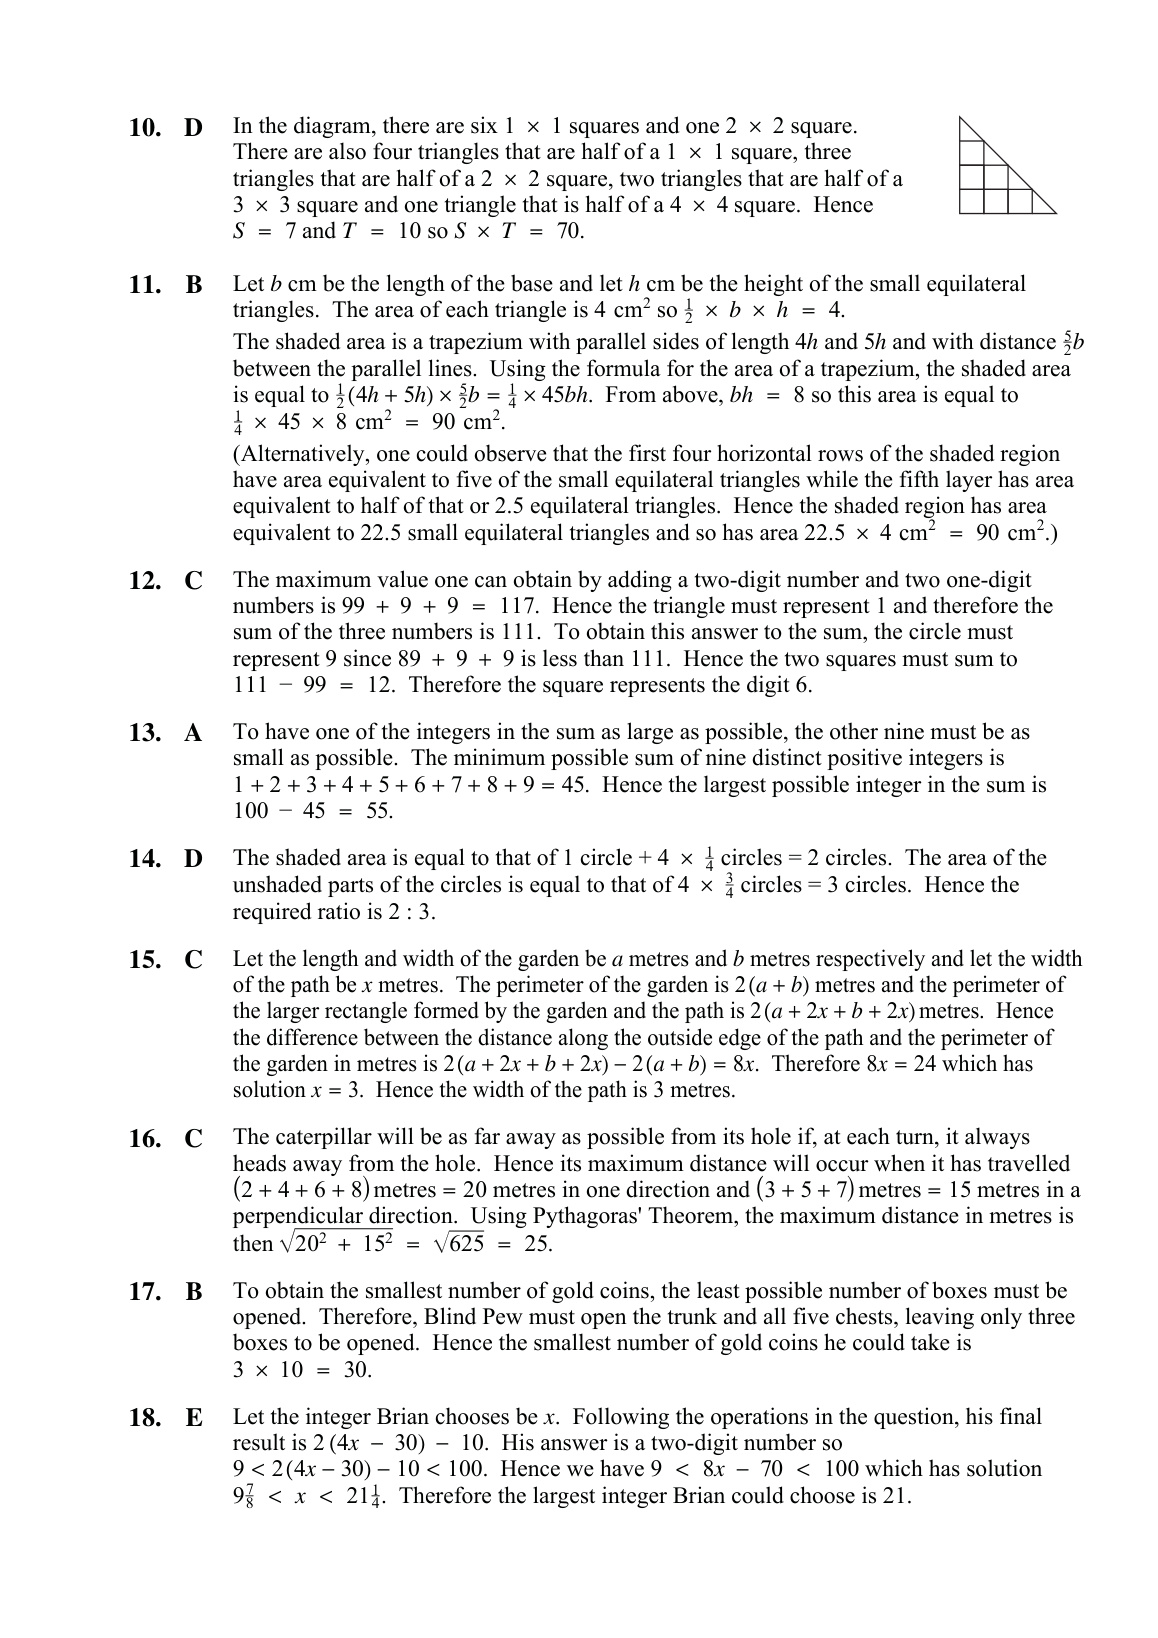 10. D In the diagram, there are six 1 × 1 squares and one 2 × 2 square.
There are also four triangles that are half of a 1 × 1 square, three
triangles that are half of a 2 × 2 square, two triangles that are half of a
3 × 3 square and one triangle that is half of a 4 × 4 square. Hence
S = 7 and T = 10 so S × T = 70.
11. B Let b cm be the length of the base and let h cm be the height of the small equilateral
triangles. The area of each triangle is 4 cm² so ½ × b × h = 4.
The shaded area is a trapezium with parallel sides of length 4h and 5h and with distance 5/2 b
between the parallel lines. Using the formula for the area of a trapezium, the shaded area
is equal to ½(4h + 5h) × 5/2 b = ¼ × 45bh. From above, bh = 8 so this area is equal to
¼ × 45 × 8 cm² = 90 cm².
(Alternatively, one could observe that the first four horizontal rows of the shaded region
have area equivalent to five of the small equilateral triangles while the fifth layer has area
equivalent to half of that or 2.5 equilateral triangles. Hence the shaded region has area
equivalent to 22.5 small equilateral triangles and so has area 22.5 × 4 cm² = 90 cm².)
12. C The maximum value one can obtain by adding a two-digit number and two one-digit
numbers is 99 + 9 + 9 = 117. Hence the triangle must represent 1 and therefore the
sum of the three numbers is 111. To obtain this answer to the sum, the circle must
represent 9 since 89 + 9 + 9 is less than 111. Hence the two squares must sum to
111 − 99 = 12. Therefore the square represents the digit 6.
13. A To have one of the integers in the sum as large as possible, the other nine must be as
small as possible. The minimum possible sum of nine distinct positive integers is
1 + 2 + 3 + 4 + 5 + 6 + 7 + 8 + 9 = 45. Hence the largest possible integer in the sum is
100 − 45 = 55.
14. D The shaded area is equal to that of 1 circle + 4 × ¼ circles = 2 circles. The area of the
unshaded parts of the circles is equal to that of 4 × ¾ circles = 3 circles. Hence the
required ratio is 2 : 3.
15. C Let the length and width of the garden be a metres and b metres respectively and let the width
of the path be x metres. The perimeter of the garden is 2(a + b) metres and the perimeter of
the larger rectangle formed by the garden and the path is 2(a + 2x + b + 2x) metres. Hence
the difference between the distance along the outside edge of the path and the perimeter of
the garden in metres is 2(a + 2x + b + 2x) − 2(a + b) = 8x. Therefore 8x = 24 which has
solution x = 3. Hence the width of the path is 3 metres.
16. C The caterpillar will be as far away as possible from its hole if, at each turn, it always
heads away from the hole. Hence its maximum distance will occur when it has travelled
(2 + 4 + 6 + 8) metres = 20 metres in one direction and (3 + 5 + 7) metres = 15 metres in a
perpendicular direction. Using Pythagoras' Theorem, the maximum distance in metres is
then √(20² + 15²) = √625 = 25.
17. B To obtain the smallest number of gold coins, the least possible number of boxes must be
opened. Therefore, Blind Pew must open the trunk and all five chests, leaving only three
boxes to be opened. Hence the smallest number of gold coins he could take is
3 × 10 = 30.
18. E Let the integer Brian chooses be x. Following the operations in the question, his final
result is 2 (4x − 30) − 10. His answer is a two-digit number so
9 < 2(4x − 30) − 10 < 100. Hence we have 9 < 8x − 70 < 100 which has solution
9⅞ < x < 21¼. Therefore the largest integer Brian could choose is 21.